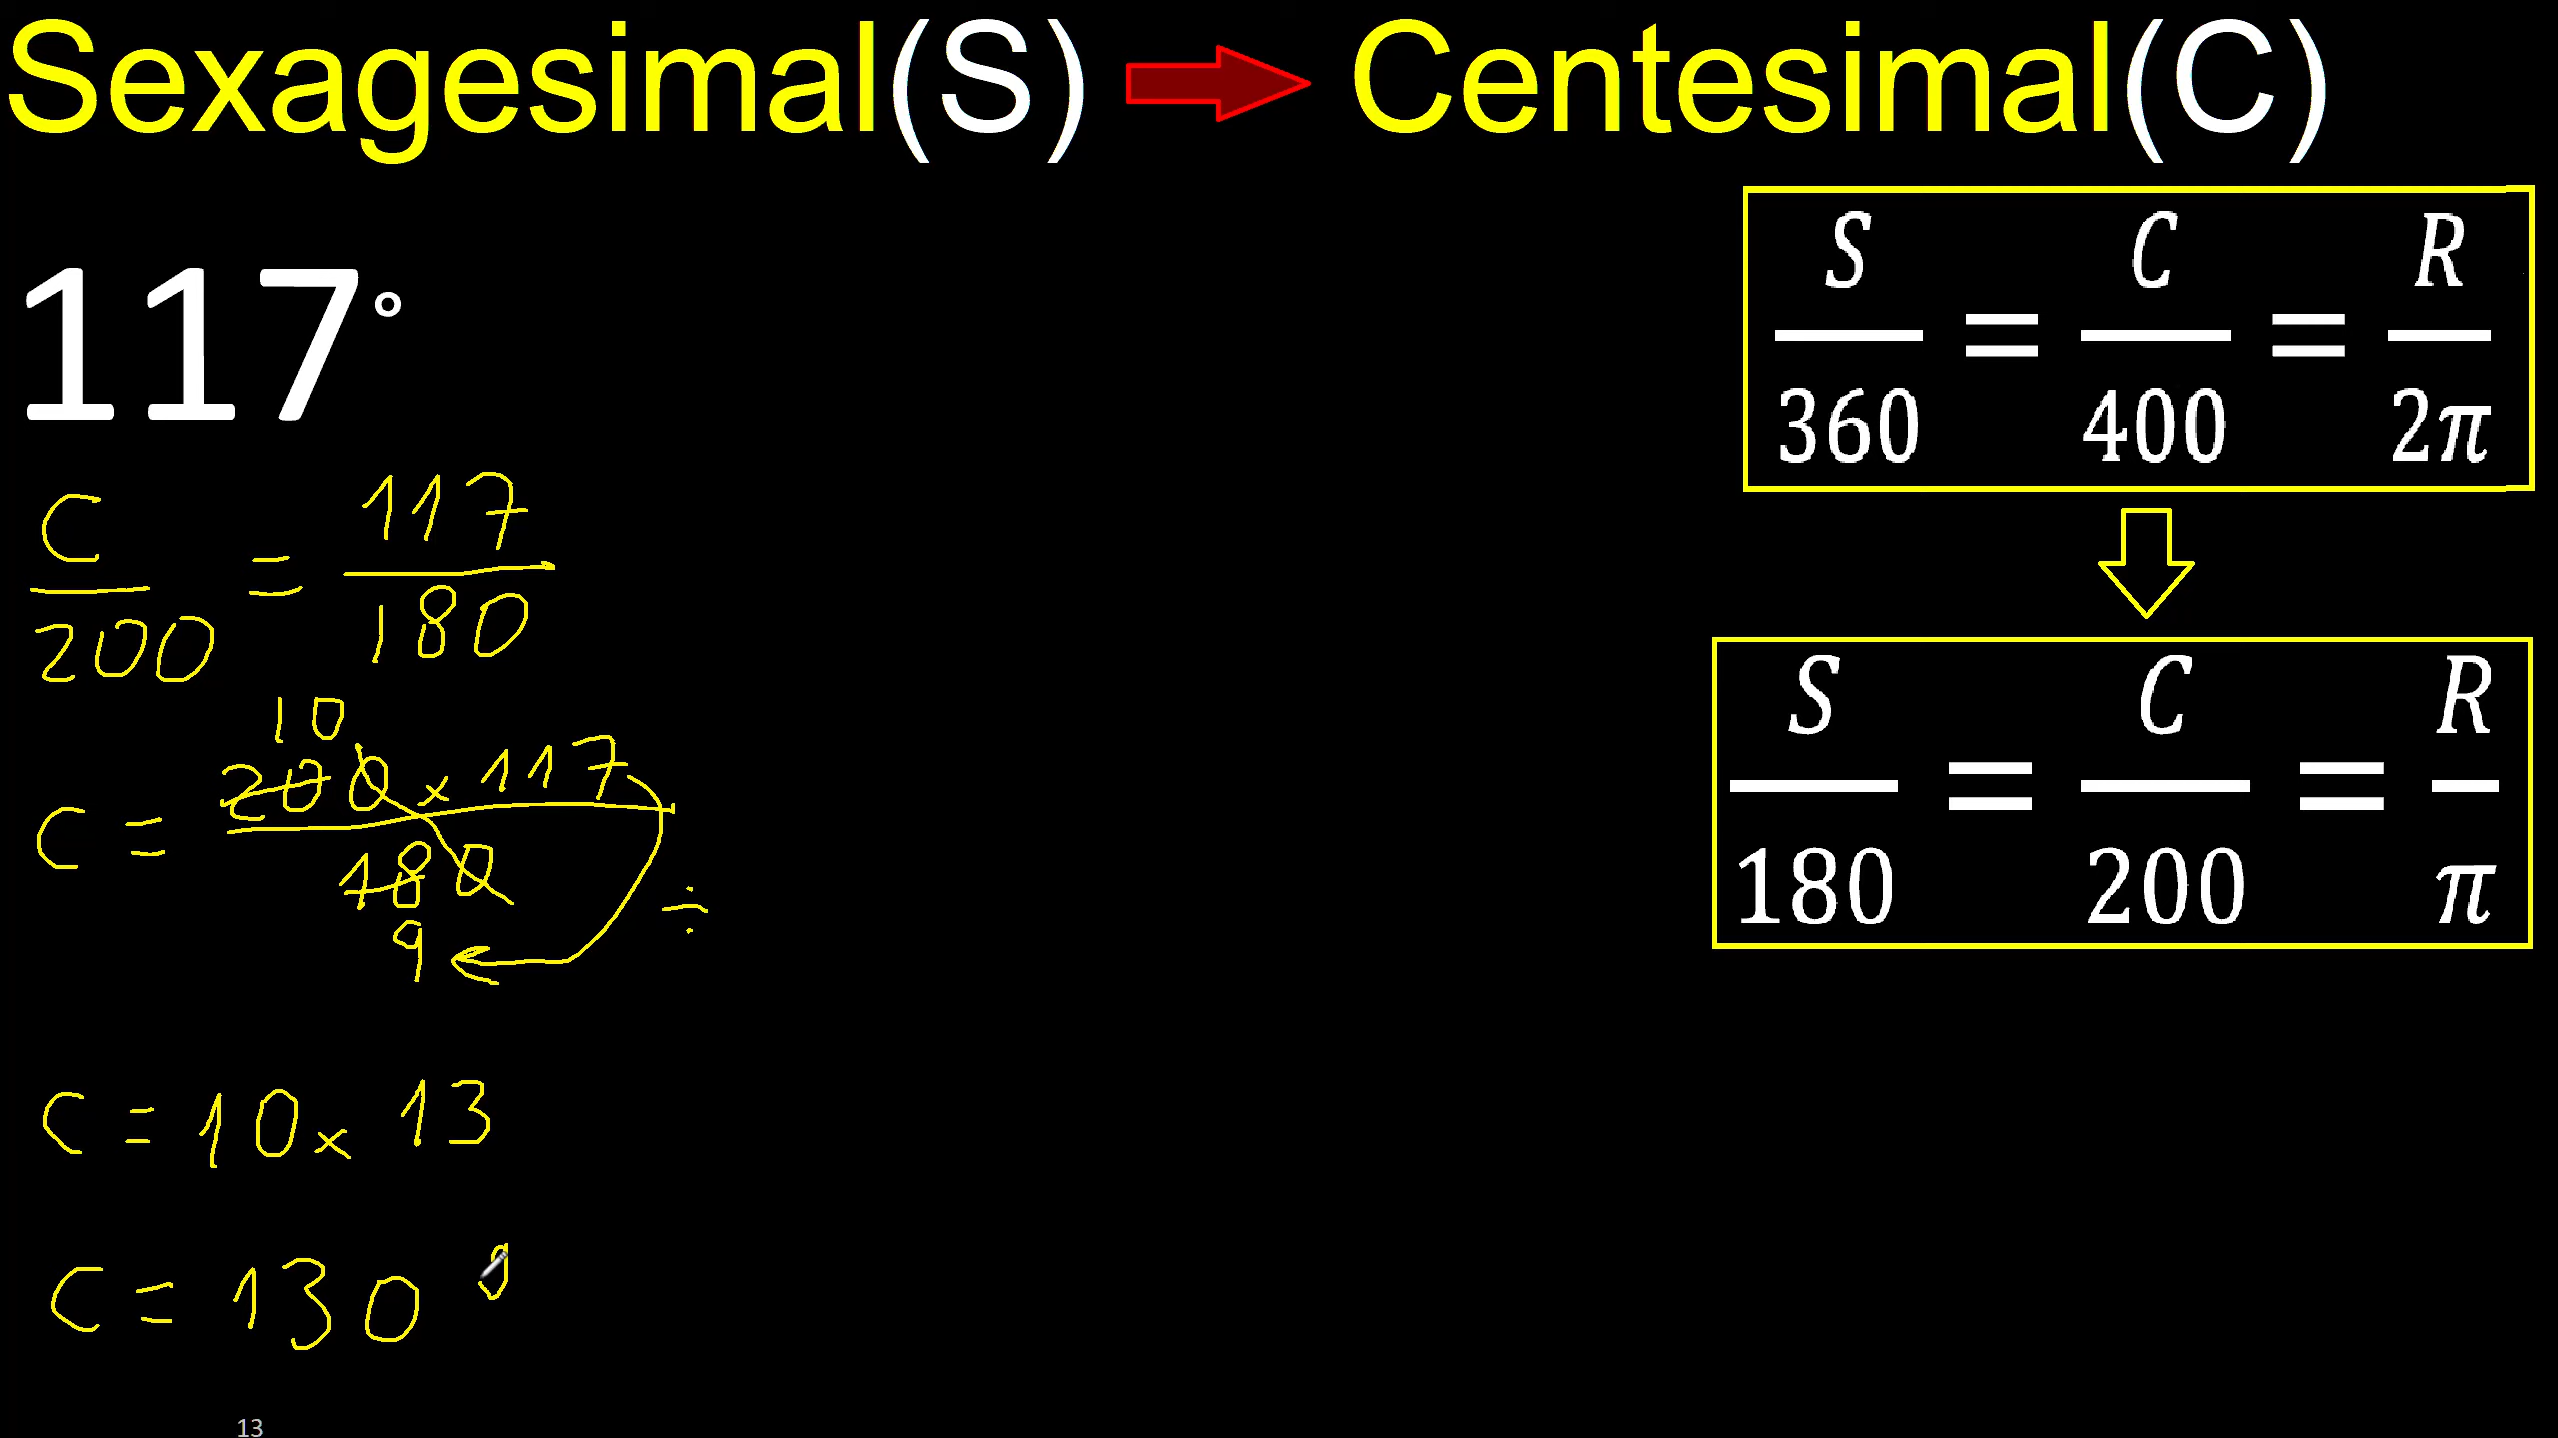 Sexagesimal(S) Centesimal(C)
117°
S/360 = C/400 = R/2π
S/180 = C/200 = R/π
C/200 = 117/180
10
C = 200 x 117 / 180 ÷
9
C = 10 x 13
C = 130 g
13